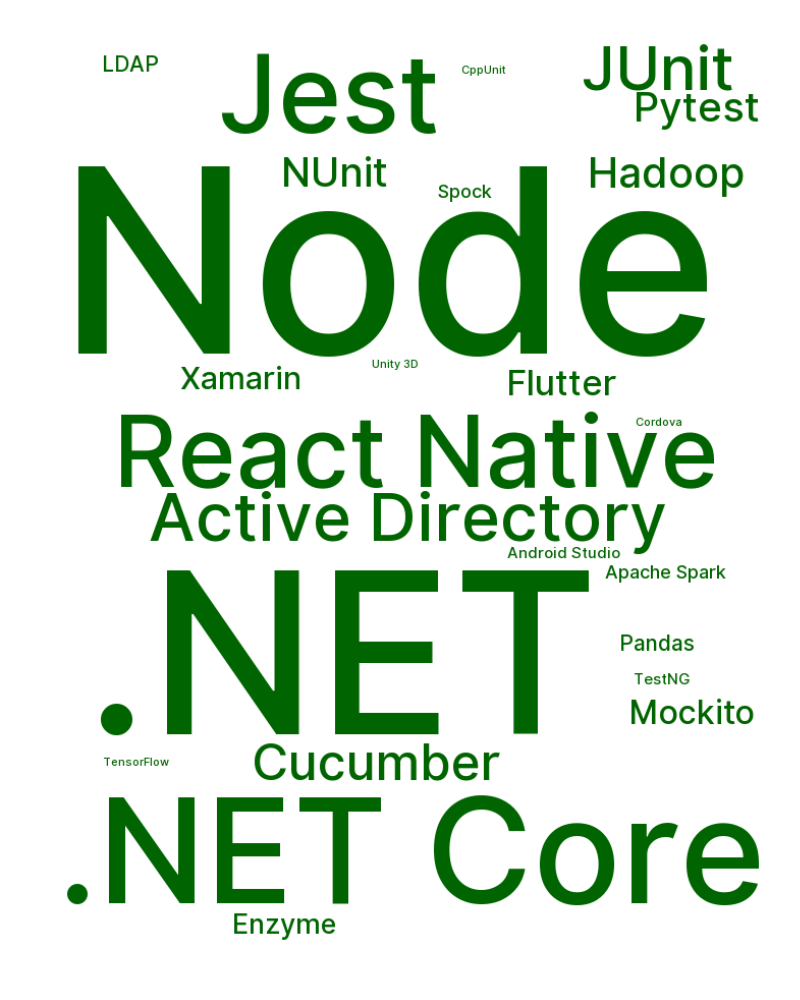 LDAP
Jest
CppUnit
JUnit
Pytest
NUnit
Spock
Hadoop
Node
Xamarin
Unity 3D
Flutter
React Native
Cordova
Active Directory
Android Studio
Apache Spark
.NET
Pandas
TestNG
Mockito
Cucumber
TensorFlow
.NET Core
Enzyme